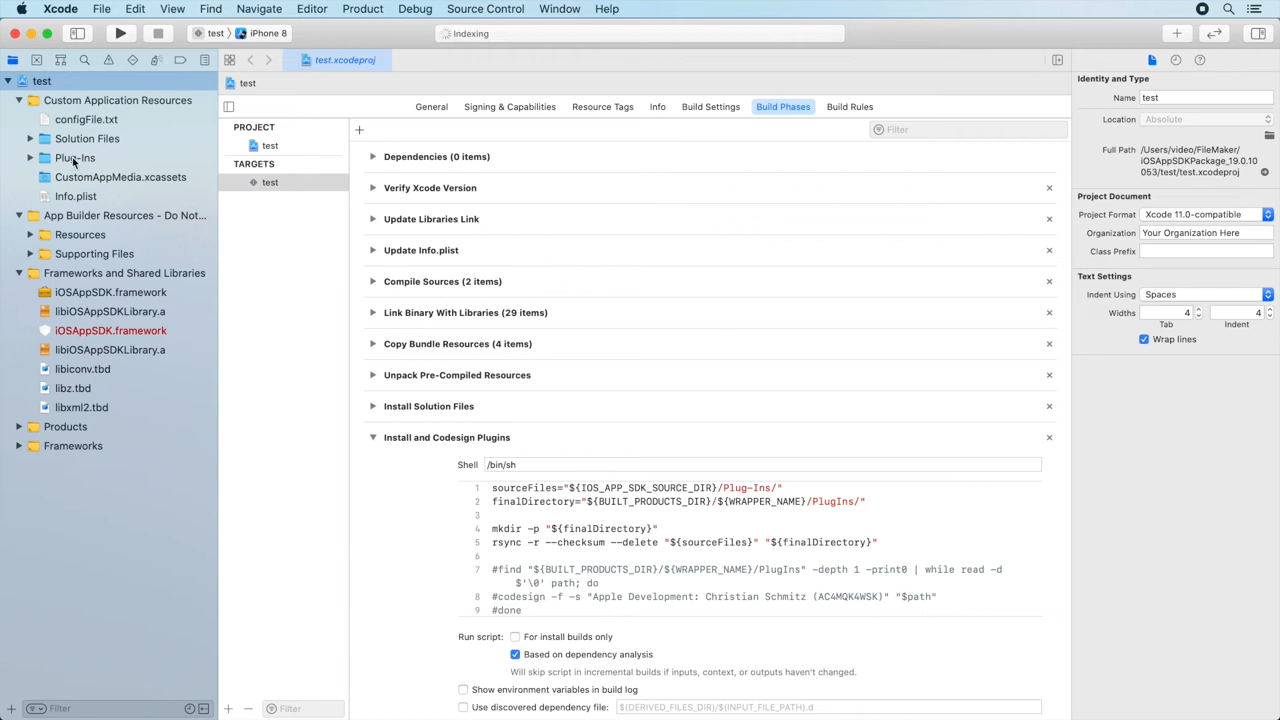 Xcode File Edit View Find Navigate Editor Product Debug Source Control Window Help
test iPhone 8 Indexing
test.xcodeproj
test
test
Custom Application Resources
configFile.txt
Solution Files
Plug-Ins
CustomAppMedia.xcassets
Info.plist
App Builder Resources - Do Not...
Resources
Supporting Files
Frameworks and Shared Libraries
iOSAppSDK.framework
libiOSAppSDKLibrary.a
iOSAppSDK.framework
libiOSAppSDKLibrary.a
libiconv.tbd
libz.tbd
libxml2.tbd
Products
Frameworks
Filter
General Signing & Capabilities Resource Tags Info Build Settings Build Phases Build Rules
PROJECT
test
TARGETS
test
Filter
Filter
Dependencies (0 items)
Verify Xcode Version
Update Libraries Link
Update Info.plist
Compile Sources (2 items)
Link Binary With Libraries (29 items)
Copy Bundle Resources (4 items)
Unpack Pre-Compiled Resources
Install Solution Files
Install and Codesign Plugins
Shell /bin/sh
1 sourceFiles="${IOS_APP_SDK_SOURCE_DIR}/Plug-Ins/"
2 finalDirectory="${BUILT_PRODUCTS_DIR}/${WRAPPER_NAME}/PlugIns/"
3
4 mkdir -p "${finalDirectory}"
5 rsync -r --checksum --delete "${sourceFiles}" "${finalDirectory}"
6
7 #find "${BUILT_PRODUCTS_DIR}/${WRAPPER_NAME}/PlugIns" -depth 1 -print0 | while read -d
$'\0' path; do
8 #codesign -f -s "Apple Development: Christian Schmitz (AC4MQK4WSK)" "$path"
9 #done
Run script: For install builds only
Based on dependency analysis
Will skip script in incremental builds if inputs, context, or outputs haven't changed.
Show environment variables in build log
Use discovered dependency file: $(DERIVED_FILES_DIR)/$(INPUT_FILE_PATH).d
Identity and Type
Name test
Location Absolute
Full Path /Users/video/FileMaker/
iOSAppSDKPackage_19.0.10
053/test/test.xcodeproj
Project Document
Project Format Xcode 11.0-compatible
Organization Your Organization Here
Class Prefix
Text Settings
Indent Using Spaces
Widths 4 4
Tab Indent
Wrap lines